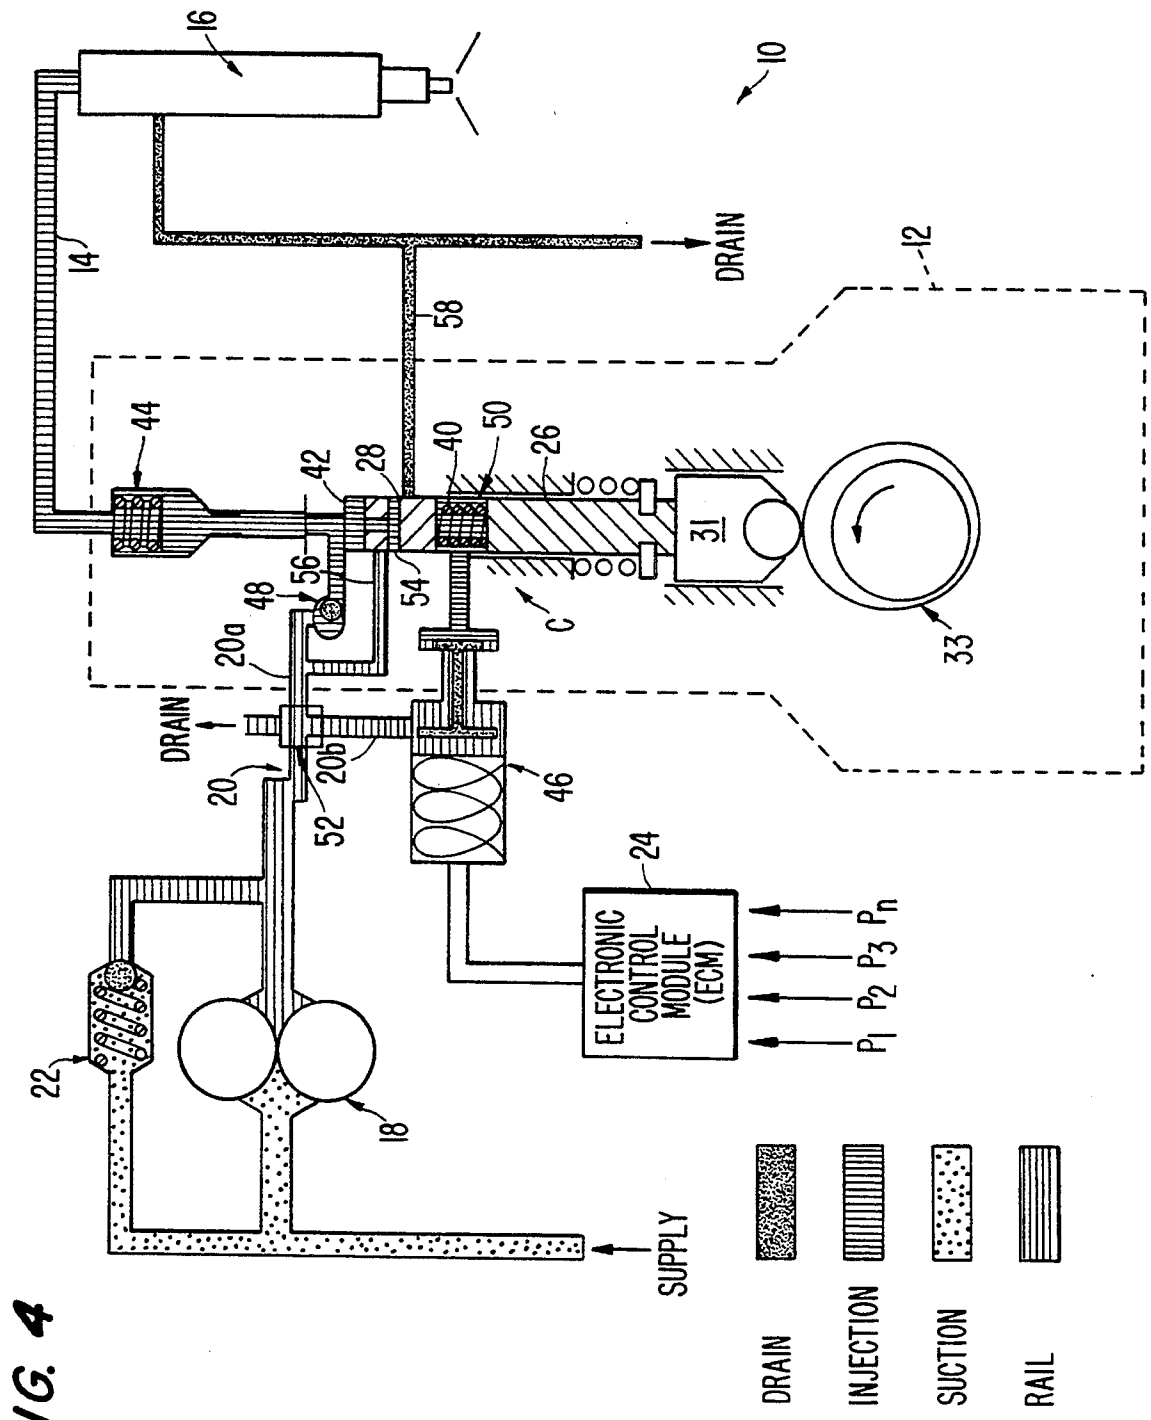 FIG. 4
16
10
14
DRAIN
12
58
44
42
28
50
40
26
31
56
54
48
C
33
20a
DRAIN
20
20b
52
46
24
ELECTRONIC
CONTROL
MODULE
(ECM)
P1 P2 P3 Pn
22
18
SUPPLY
DRAIN
INJECTION
SUCTION
RAIL